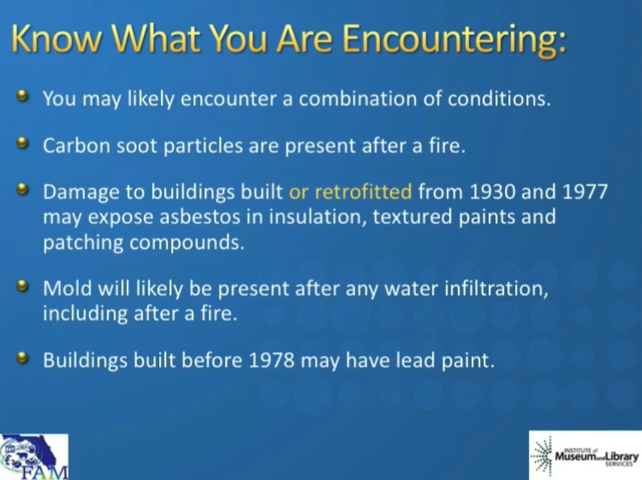 Know What You Are Encountering:
You may likely encounter a combination of conditions.
Carbon soot particles are present after a fire.
Damage to buildings built or retrofitted from 1930 and 1977
may expose asbestos in insulation, textured paints and
patching compounds.
Mold will likely be present after any water infiltration,
including after a fire.
Buildings built before 1978 may have lead paint.
FAM
INSTITUTE of
MuseumandLibrary
SERVICES